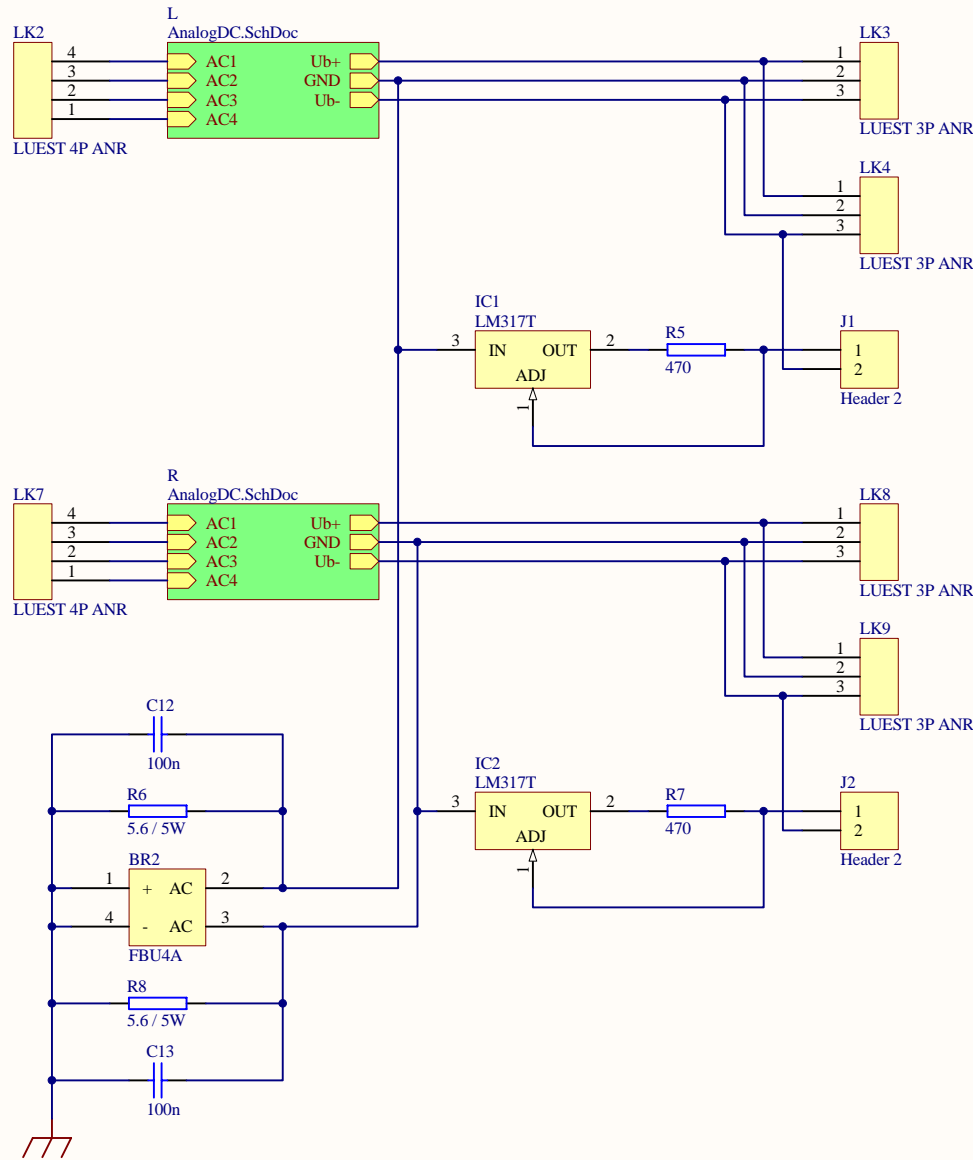 L
LK2
AnalogDC.SchDoc
LK3
4
AC1
Ub+
1
3
AC2
GND
2
2
AC3
Ub-
3
1
AC4
LUEST 4P ANR
LUEST 3P ANR
LK4
1
2
3
LUEST 3P ANR
IC1
LM317T
R5
J1
3
IN
OUT
2
470
1
ADJ
2
1
Header 2
R
LK7
AnalogDC.SchDoc
LK8
4
AC1
Ub+
1
3
AC2
GND
2
2
AC3
Ub-
3
1
AC4
LUEST 4P ANR
LUEST 3P ANR
LK9
1
2
3
LUEST 3P ANR
C12
100n
IC2
LM317T
R6
R7
J2
5.6 / 5W
3
IN
OUT
2
470
1
ADJ
2
1
Header 2
BR2
1
+
AC
2
4
-
AC
3
FBU4A
R8
5.6 / 5W
C13
100n